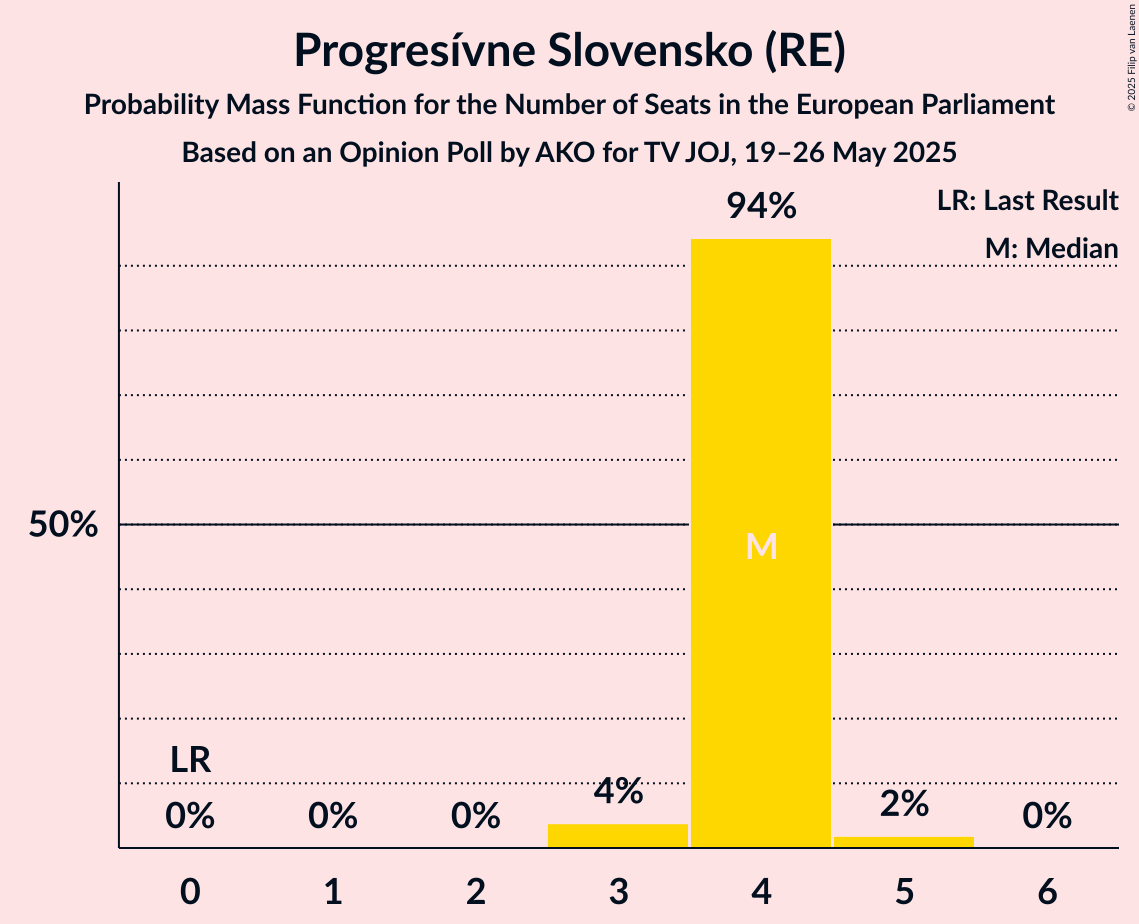 Progresívne Slovensko (RE)
Probability Mass Function for the Number of Seats in the European Parliament
Based on an Opinion Poll by AKO for TV JOJ, 19–26 May 2025
© 2025 Filip van Laenen
LR: Last Result
M: Median
94%
50%
M
LR
0%
0%
0%
4%
2%
0%
0
1
2
3
4
5
6